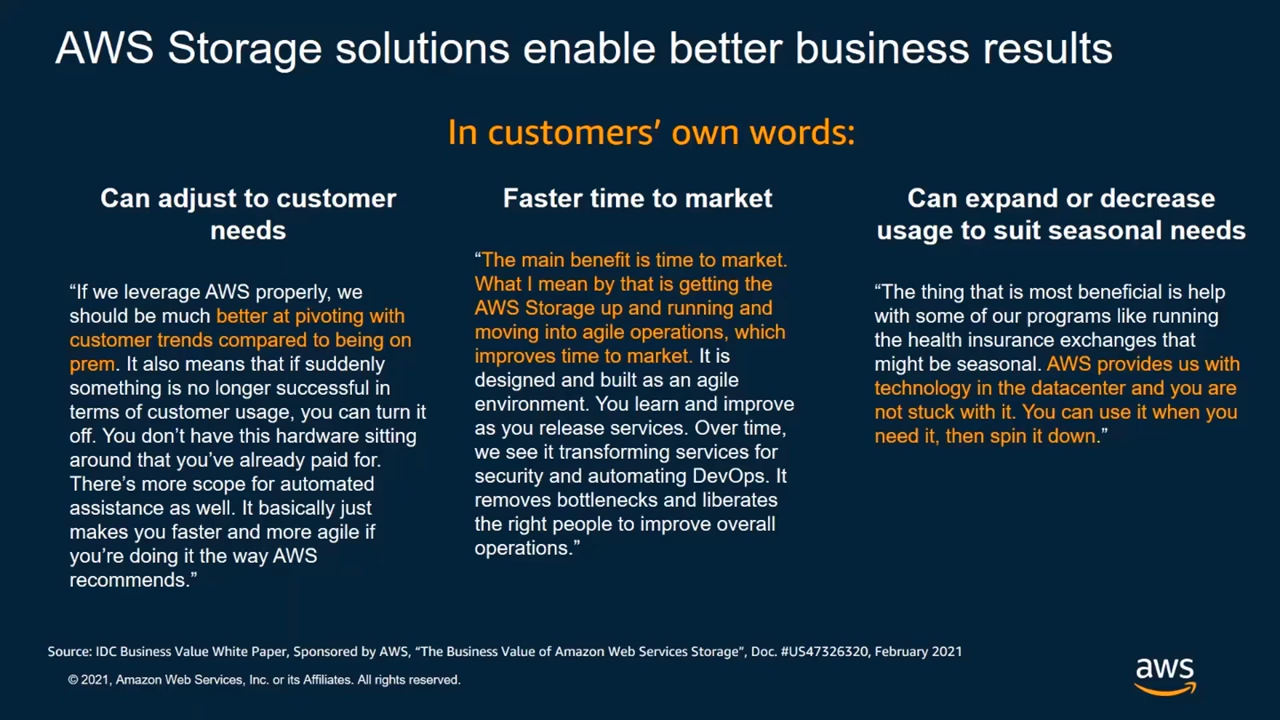 AWS Storage solutions enable better business results
In customers’ own words:
Can adjust to customer
needs
“If we leverage AWS properly, we
should be much better at pivoting with
customer trends compared to being on
prem. It also means that if suddenly
something is no longer successful in
terms of customer usage, you can turn it
off. You don’t have this hardware sitting
around that you’ve already paid for.
There’s more scope for automated
assistance as well. It basically just
makes you faster and more agile if
you’re doing it the way AWS
recommends.”
Faster time to market
“The main benefit is time to market.
What I mean by that is getting the
AWS Storage up and running and
moving into agile operations, which
improves time to market. It is
designed and built as an agile
environment. You learn and improve
as you release services. Over time,
we see it transforming services for
security and automating DevOps. It
removes bottlenecks and liberates
the right people to improve overall
operations.”
Can expand or decrease
usage to suit seasonal needs
“The thing that is most beneficial is help
with some of our programs like running
the health insurance exchanges that
might be seasonal. AWS provides us with
technology in the datacenter and you are
not stuck with it. You can use it when you
need it, then spin it down.”
Source: IDC Business Value White Paper, Sponsored by AWS, “The Business Value of Amazon Web Services Storage”, Doc. #US47326320, February 2021
© 2021, Amazon Web Services, Inc. or its Affiliates. All rights reserved.
aws